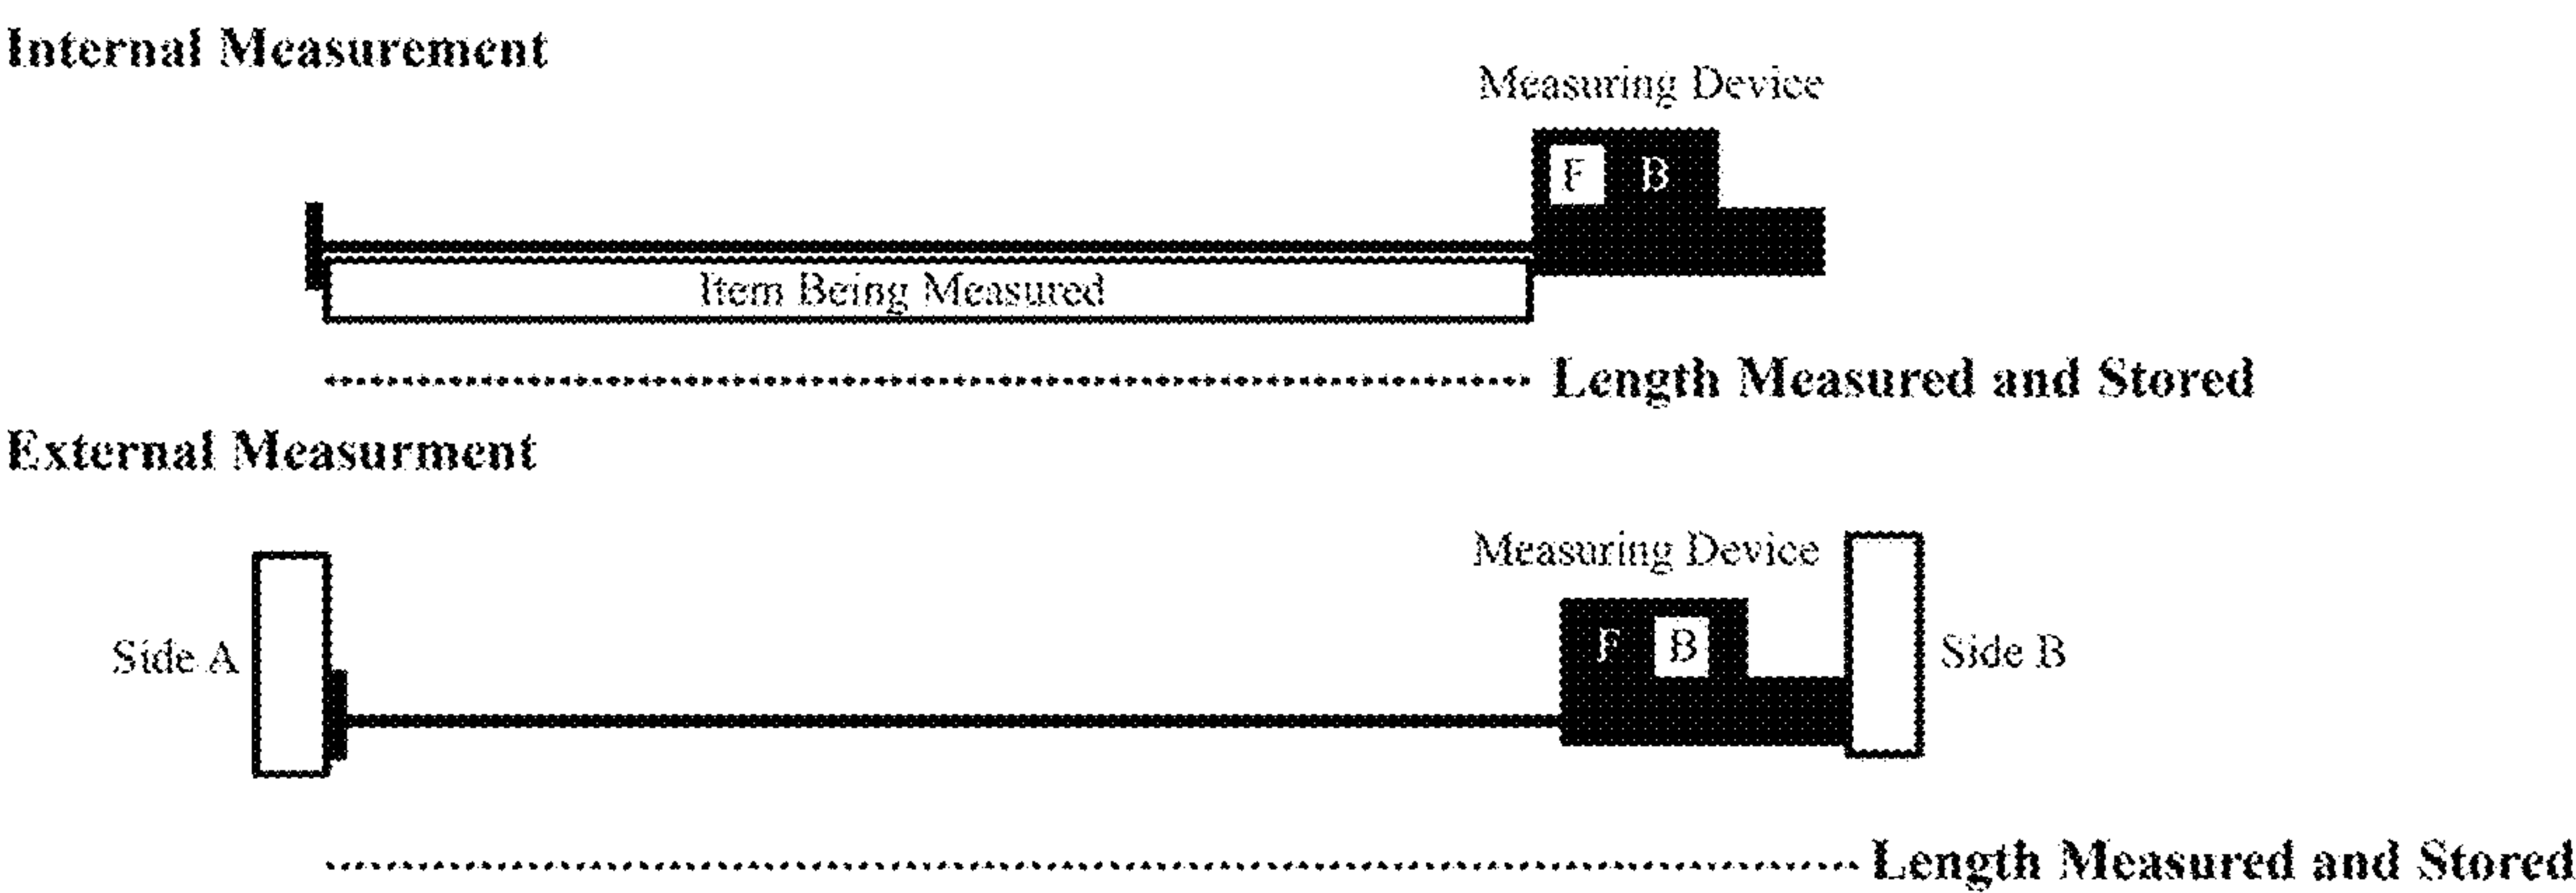 Internal Measurement
Measuring Device
F B
Item Being Measured
Length Measured and Stored
External Measurment
Measuring Device
Side A
F B
Side B
Length Measured and Stored